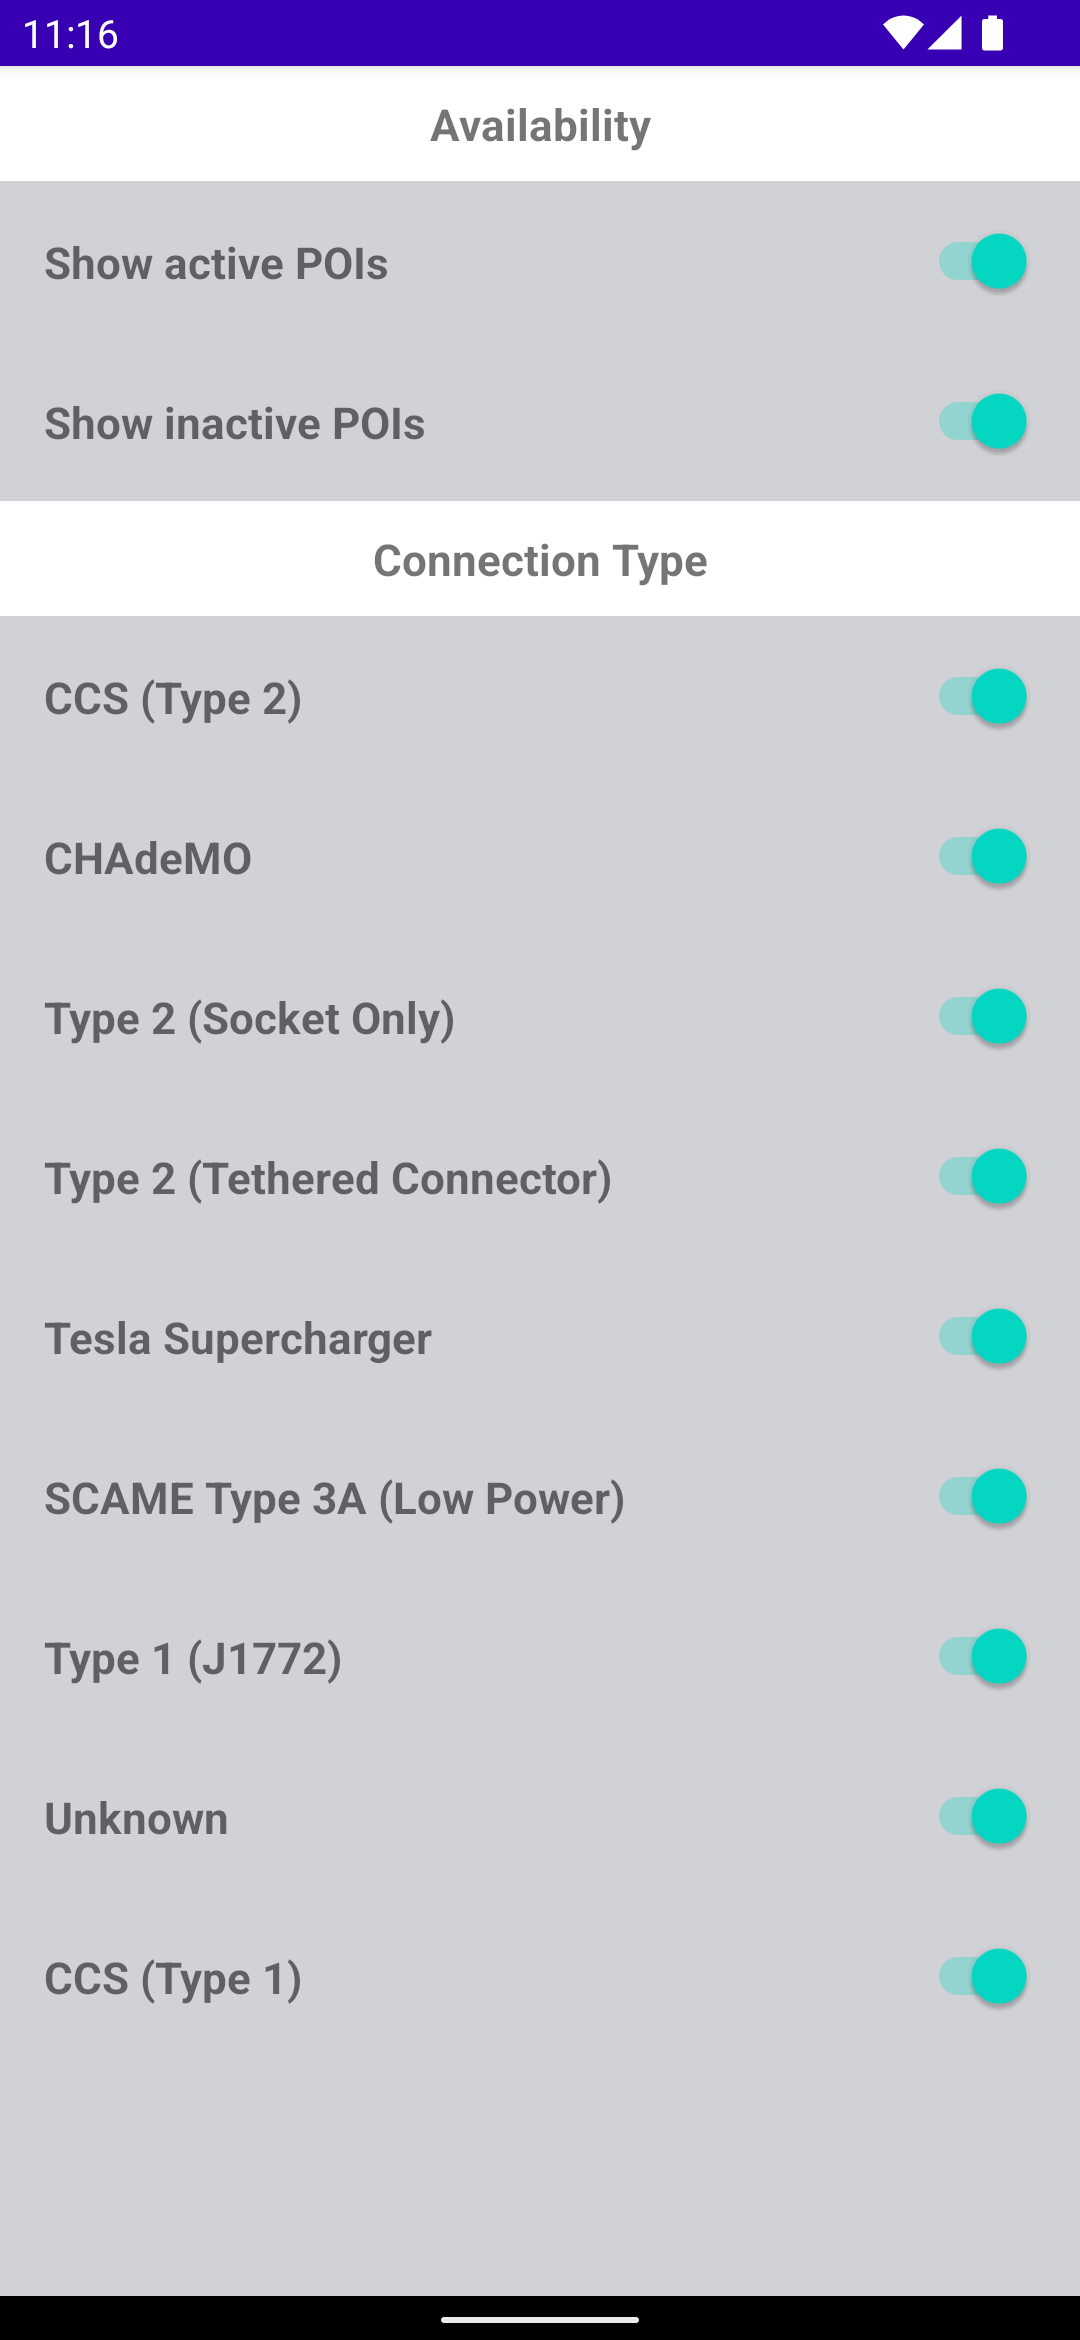 11:16
Availability
Show active POIs
Show inactive POIs
Connection Type
CCS (Type 2)
CHAdeMO
Type 2 (Socket Only)
Type 2 (Tethered Connector)
Tesla Supercharger
SCAME Type 3A (Low Power)
Type 1 (J1772)
Unknown
CCS (Type 1)